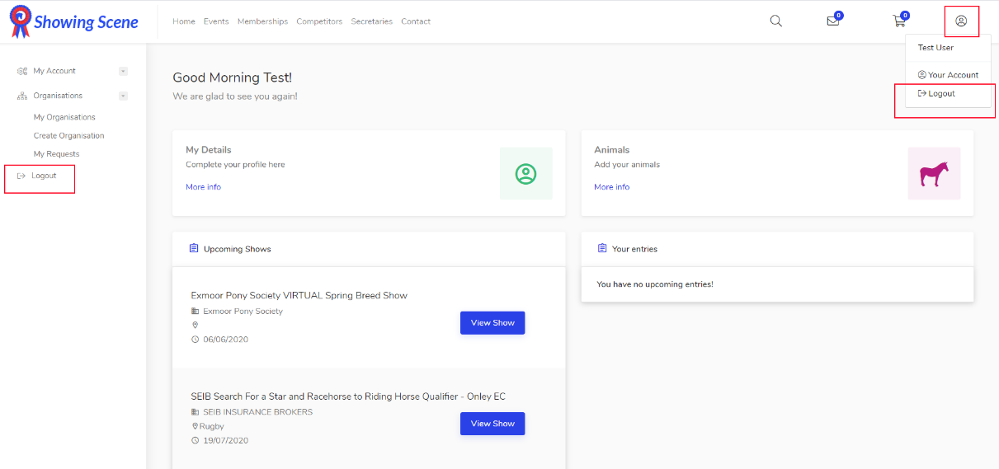 Showing Scene
Home Events Memberships Competitors Secretaries Contact
0
0
Test User
Your Account
Logout
My Account
Organisations
My Organisations
Create Organisation
My Requests
Logout
Good Morning Test!
We are glad to see you again!
My Details
Complete your profile here
More info
Animals
Add your animals
More info
Upcoming Shows
Exmoor Pony Society VIRTUAL Spring Breed Show
Exmoor Pony Society
06/06/2020
View Show
SEIB Search For a Star and Racehorse to Riding Horse Qualifier - Onley EC
SEIB INSURANCE BROKERS
Rugby
19/07/2020
View Show
Your entries
You have no upcoming entries!